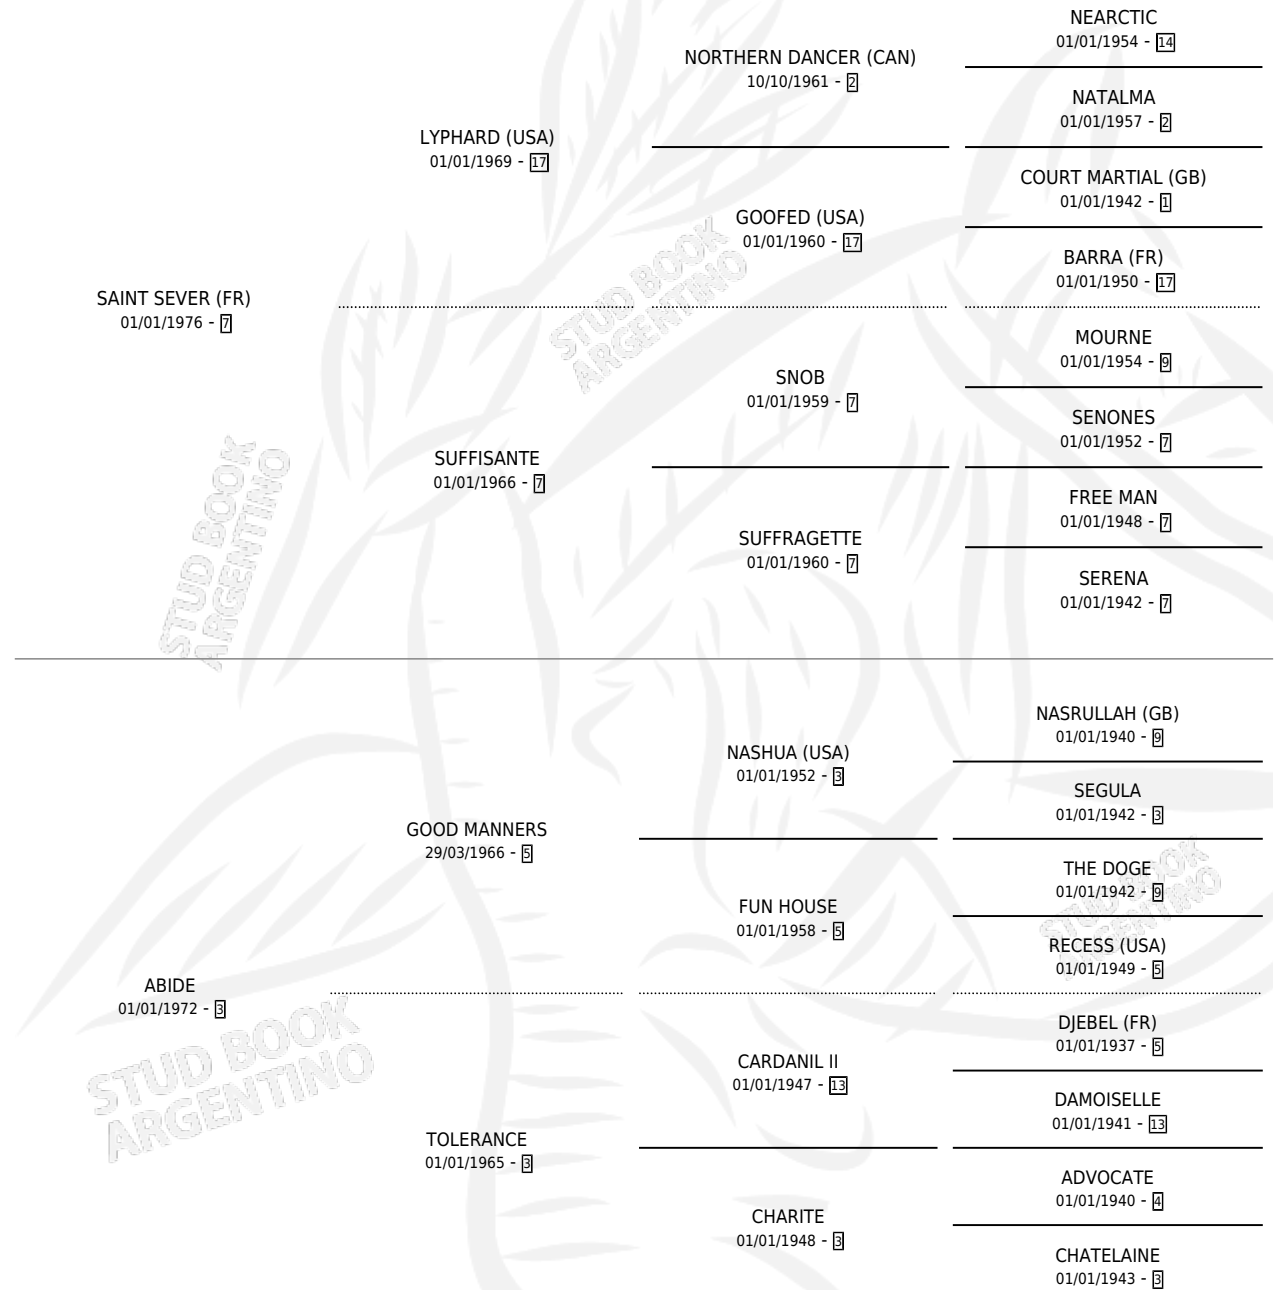 NEARCTIC
01/01/1954 - 14
NORTHERN DANCER (CAN)
10/10/1961 - 2
NATALMA
01/01/1957 - 2
LYPHARD (USA)
01/01/1969 - 17
COURT MARTIAL (GB)
01/01/1942 - 1
GOOFED (USA)
01/01/1960 - 17
BARRA (FR)
01/01/1950 - 17
SAINT SEVER (FR)
01/01/1976 - 7
STUD BOOK
ARGENTINO
MOURNE
01/01/1954 - 9
SNOB
01/01/1959 - 7
SENONES
01/01/1952 - 7
SUFFISANTE
01/01/1966 - 7
FREE MAN
01/01/1948 - 7
SUFFRAGETTE
01/01/1960 - 7
SERENA
01/01/1942 - 7
STUD BOOK
ARGENTINO
NASRULLAH (GB)
01/01/1940 - 9
NASHUA (USA)
01/01/1952 - 3
SEGULA
01/01/1942 - 3
GOOD MANNERS
29/03/1966 - 5
THE DOGE
01/01/1942 - 9
FUN HOUSE
01/01/1958 - 5
RECESS (USA)
01/01/1949 - 5
STUD BOOK
ARGENTINO
ABIDE
01/01/1972 - 3
DJEBEL (FR)
01/01/1937 - 5
CARDANIL II
01/01/1947 - 13
DAMOISELLE
01/01/1941 - 13
STUD BOOK
ARGENTINO
TOLERANCE
01/01/1965 - 3
ADVOCATE
01/01/1940 - 4
CHARITE
01/01/1948 - 3
CHATELAINE
01/01/1943 - 3